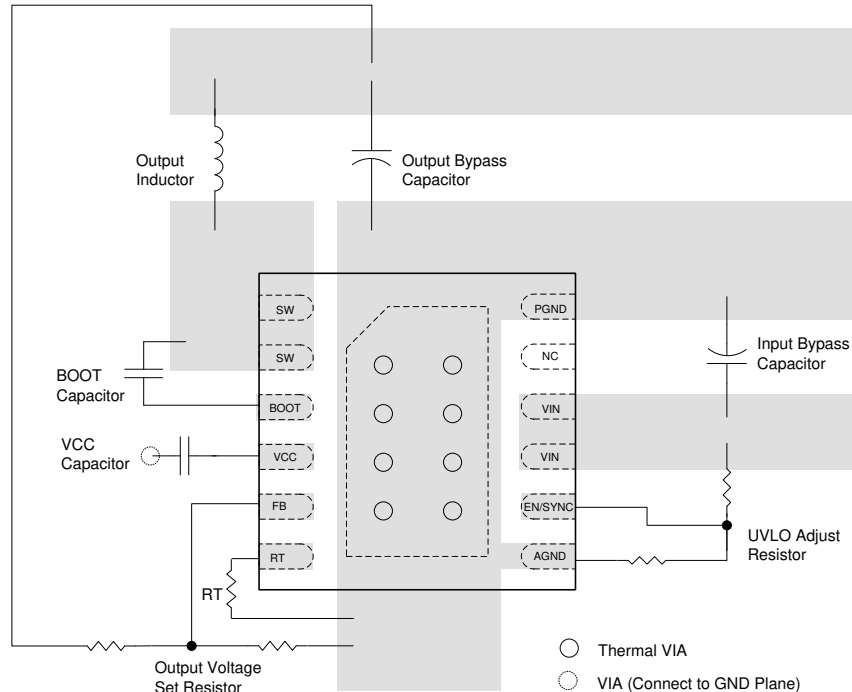 Output
Inductor
Output Bypass
Capacitor
SW
PGND
SW
NC
Input Bypass
Capacitor
BOOT
Capacitor
BOOT
VIN
VCC
Capacitor
VCC
VIN
FB
EN/SYNC
UVLO Adjust
Resistor
RT
AGND
RT
Thermal VIA
Output Voltage
Set Resistor
VIA (Connect to GND Plane)